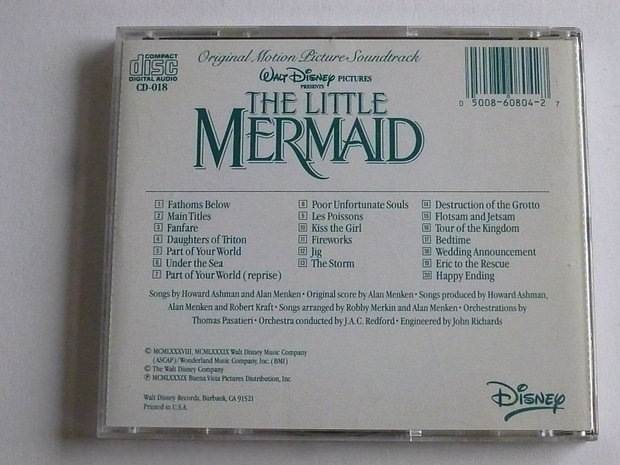 COMPACT
disc
DIGITAL AUDIO
CD-018
Original Motion Picture Soundtrack
WALT DISNEY PICTURES
PRESENTS
THE LITTLE
MERMAID
0 5008-60804-2 7
1 Fathoms Below
2 Main Titles
3 Fanfare
4 Daughters of Triton
5 Part of Your World
6 Under the Sea
7 Part of Your World (reprise)
8 Poor Unfortunate Souls
9 Les Poissons
10 Kiss the Girl
11 Fireworks
12 Jig
13 The Storm
14 Destruction of the Grotto
15 Flotsam and Jetsam
16 Tour of the Kingdom
17 Bedtime
18 Wedding Announcement
19 Eric to the Rescue
20 Happy Ending
Songs by Howard Ashman and Alan Menken • Original score by Alan Menken • Songs produced by Howard Ashman,
Alan Menken and Robert Kraft • Songs arranged by Robby Merkin and Alan Menken • Orchestrations by
Thomas Pasatieri • Orchestra conducted by J.A.C. Redford • Engineered by John Richards
© MCMLXXXVIII, MCMLXXXIX Walt Disney Music Company
(ASCAP)/Wonderland Music Company, Inc. (BMI)
© The Walt Disney Company
℗ MCMLXXXIX Buena Vista Pictures Distribution, Inc.
Walt Disney Records, Burbank, CA 91521
Printed in U.S.A.
Disney